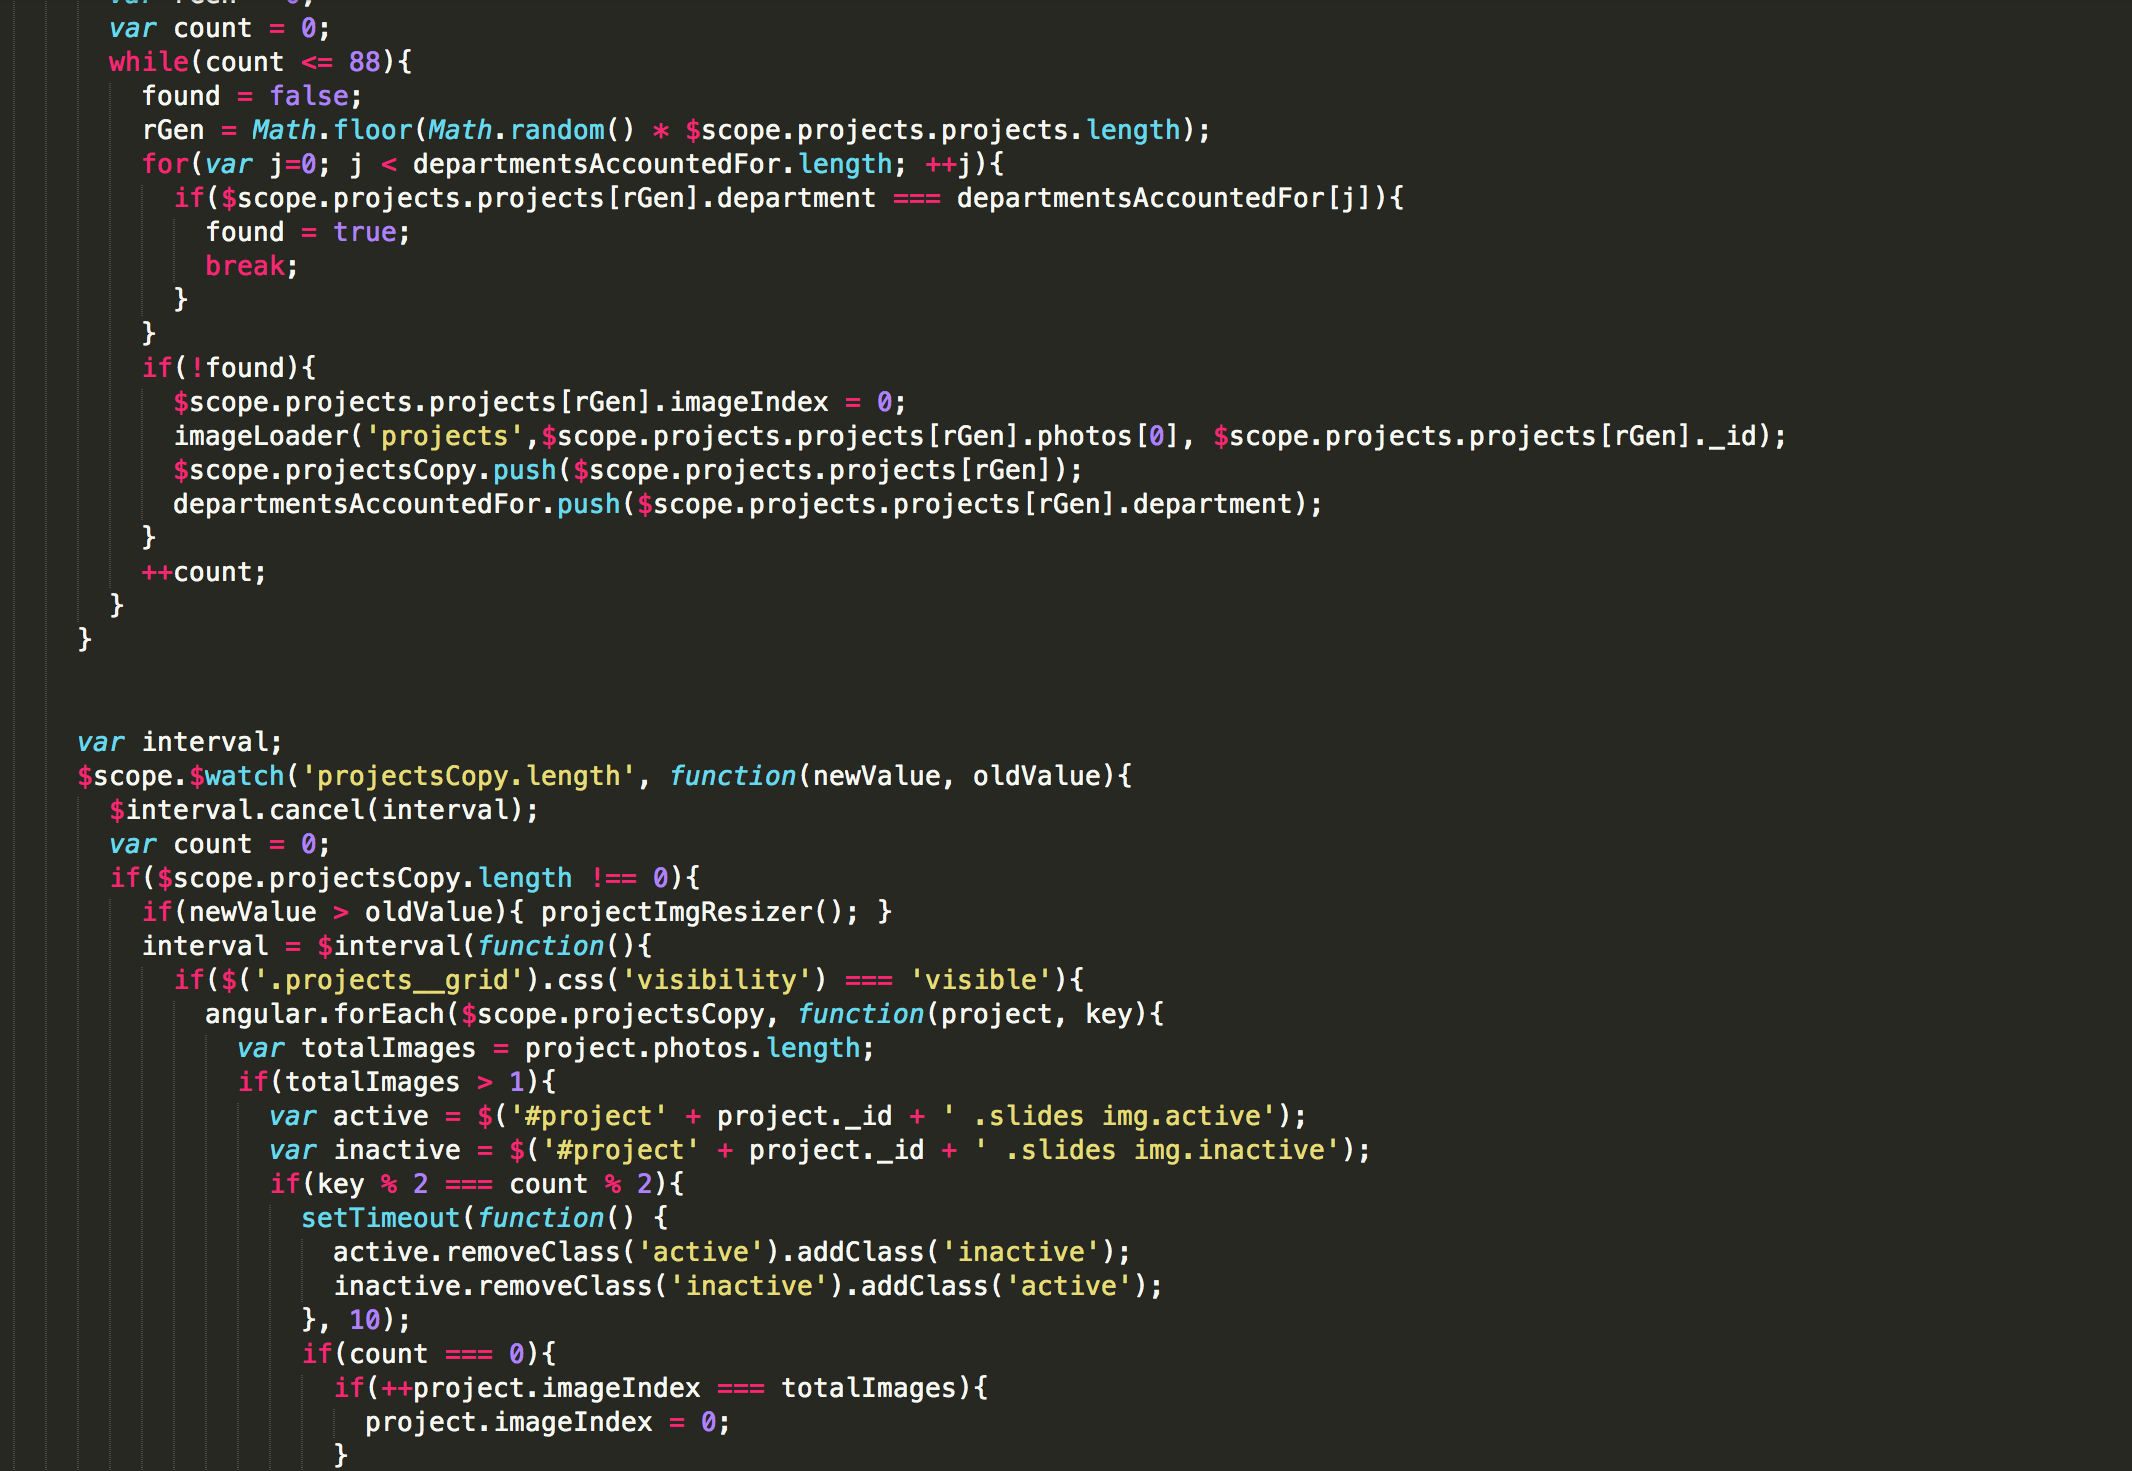 var rGen = 0;
var count = 0;
while(count <= 88){
found = false;
rGen = Math.floor(Math.random() * $scope.projects.projects.length);
for(var j=0; j < departmentsAccountedFor.length; ++j){
if($scope.projects.projects[rGen].department === departmentsAccountedFor[j]){
found = true;
break;
}
}
if(!found){
$scope.projects.projects[rGen].imageIndex = 0;
imageLoader('projects',$scope.projects.projects[rGen].photos[0], $scope.projects.projects[rGen]._id);
$scope.projectsCopy.push($scope.projects.projects[rGen]);
departmentsAccountedFor.push($scope.projects.projects[rGen].department);
}
++count;
}
}
var interval;
$scope.$watch('projectsCopy.length', function(newValue, oldValue){
$interval.cancel(interval);
var count = 0;
if($scope.projectsCopy.length !== 0){
if(newValue > oldValue){ projectImgResizer(); }
interval = $interval(function(){
if($('.projects__grid').css('visibility') === 'visible'){
angular.forEach($scope.projectsCopy, function(project, key){
var totalImages = project.photos.length;
if(totalImages > 1){
var active = $('#project' + project._id + ' .slides img.active');
var inactive = $('#project' + project._id + ' .slides img.inactive');
if(key % 2 === count % 2){
setTimeout(function() {
active.removeClass('active').addClass('inactive');
inactive.removeClass('inactive').addClass('active');
}, 10);
if(count === 0){
if(++project.imageIndex === totalImages){
project.imageIndex = 0;
}